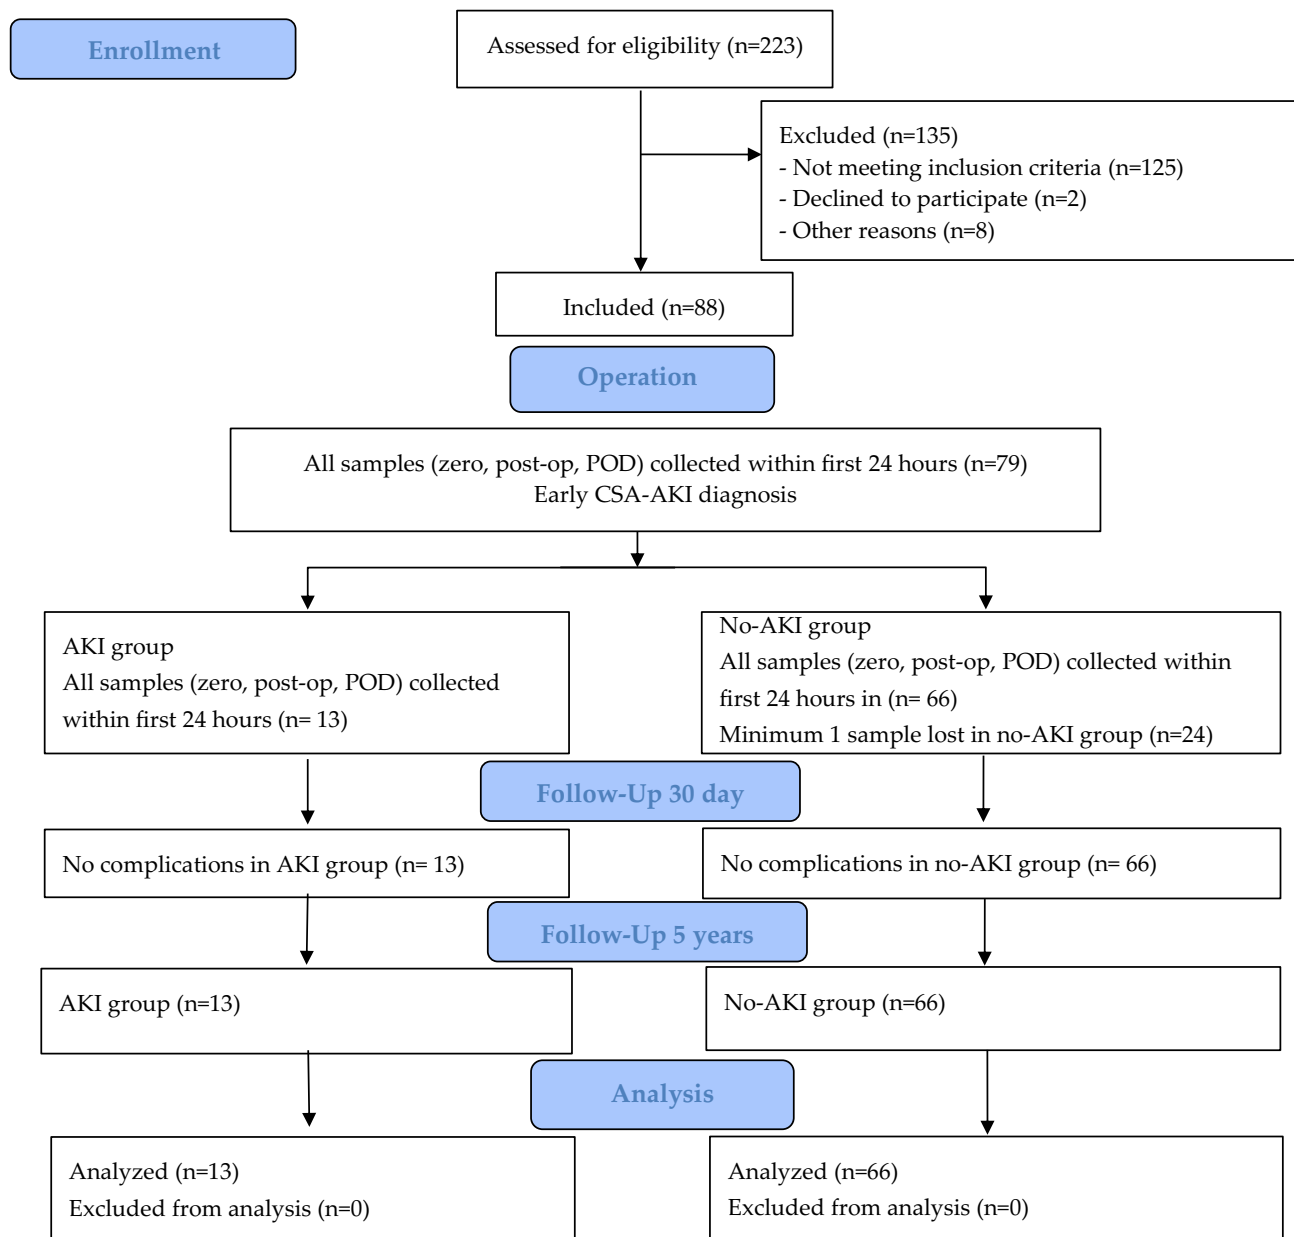 Enrollment
Assessed for eligibility (n=223)
Excluded (n=135)
- Not meeting inclusion criteria (n=125)
- Declined to participate (n=2)
- Other reasons (n=8)
Included (n=88)
Operation
All samples (zero, post-op, POD) collected within first 24 hours (n=79)
Early CSA-AKI diagnosis
AKI group
All samples (zero, post-op, POD) collected
within first 24 hours (n= 13)
No-AKI group
All samples (zero, post-op, POD) collected within
first 24 hours in (n= 66)
Minimum 1 sample lost in no-AKI group (n=24)
Follow-Up 30 day
No complications in AKI group (n= 13)
No complications in no-AKI group (n= 66)
Follow-Up 5 years
AKI group (n=13)
No-AKI group (n=66)
Analysis
Analyzed (n=13)
Excluded from analysis (n=0)
Analyzed (n=66)
Excluded from analysis (n=0)